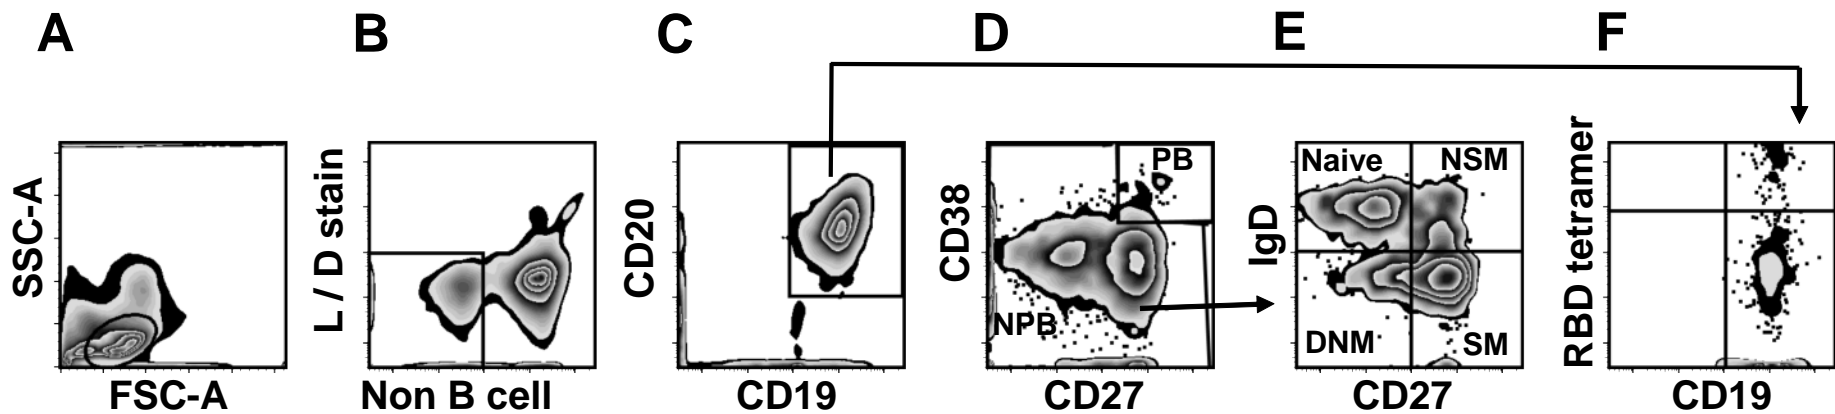 A
B
C
D
E
F
SSC-A
FSC-A
L / D stain
Non B cell
CD20
CD19
CD38
PB
NPB
CD27
IgD
Naive
NSM
DNM
SM
CD27
RBD tetramer
CD19